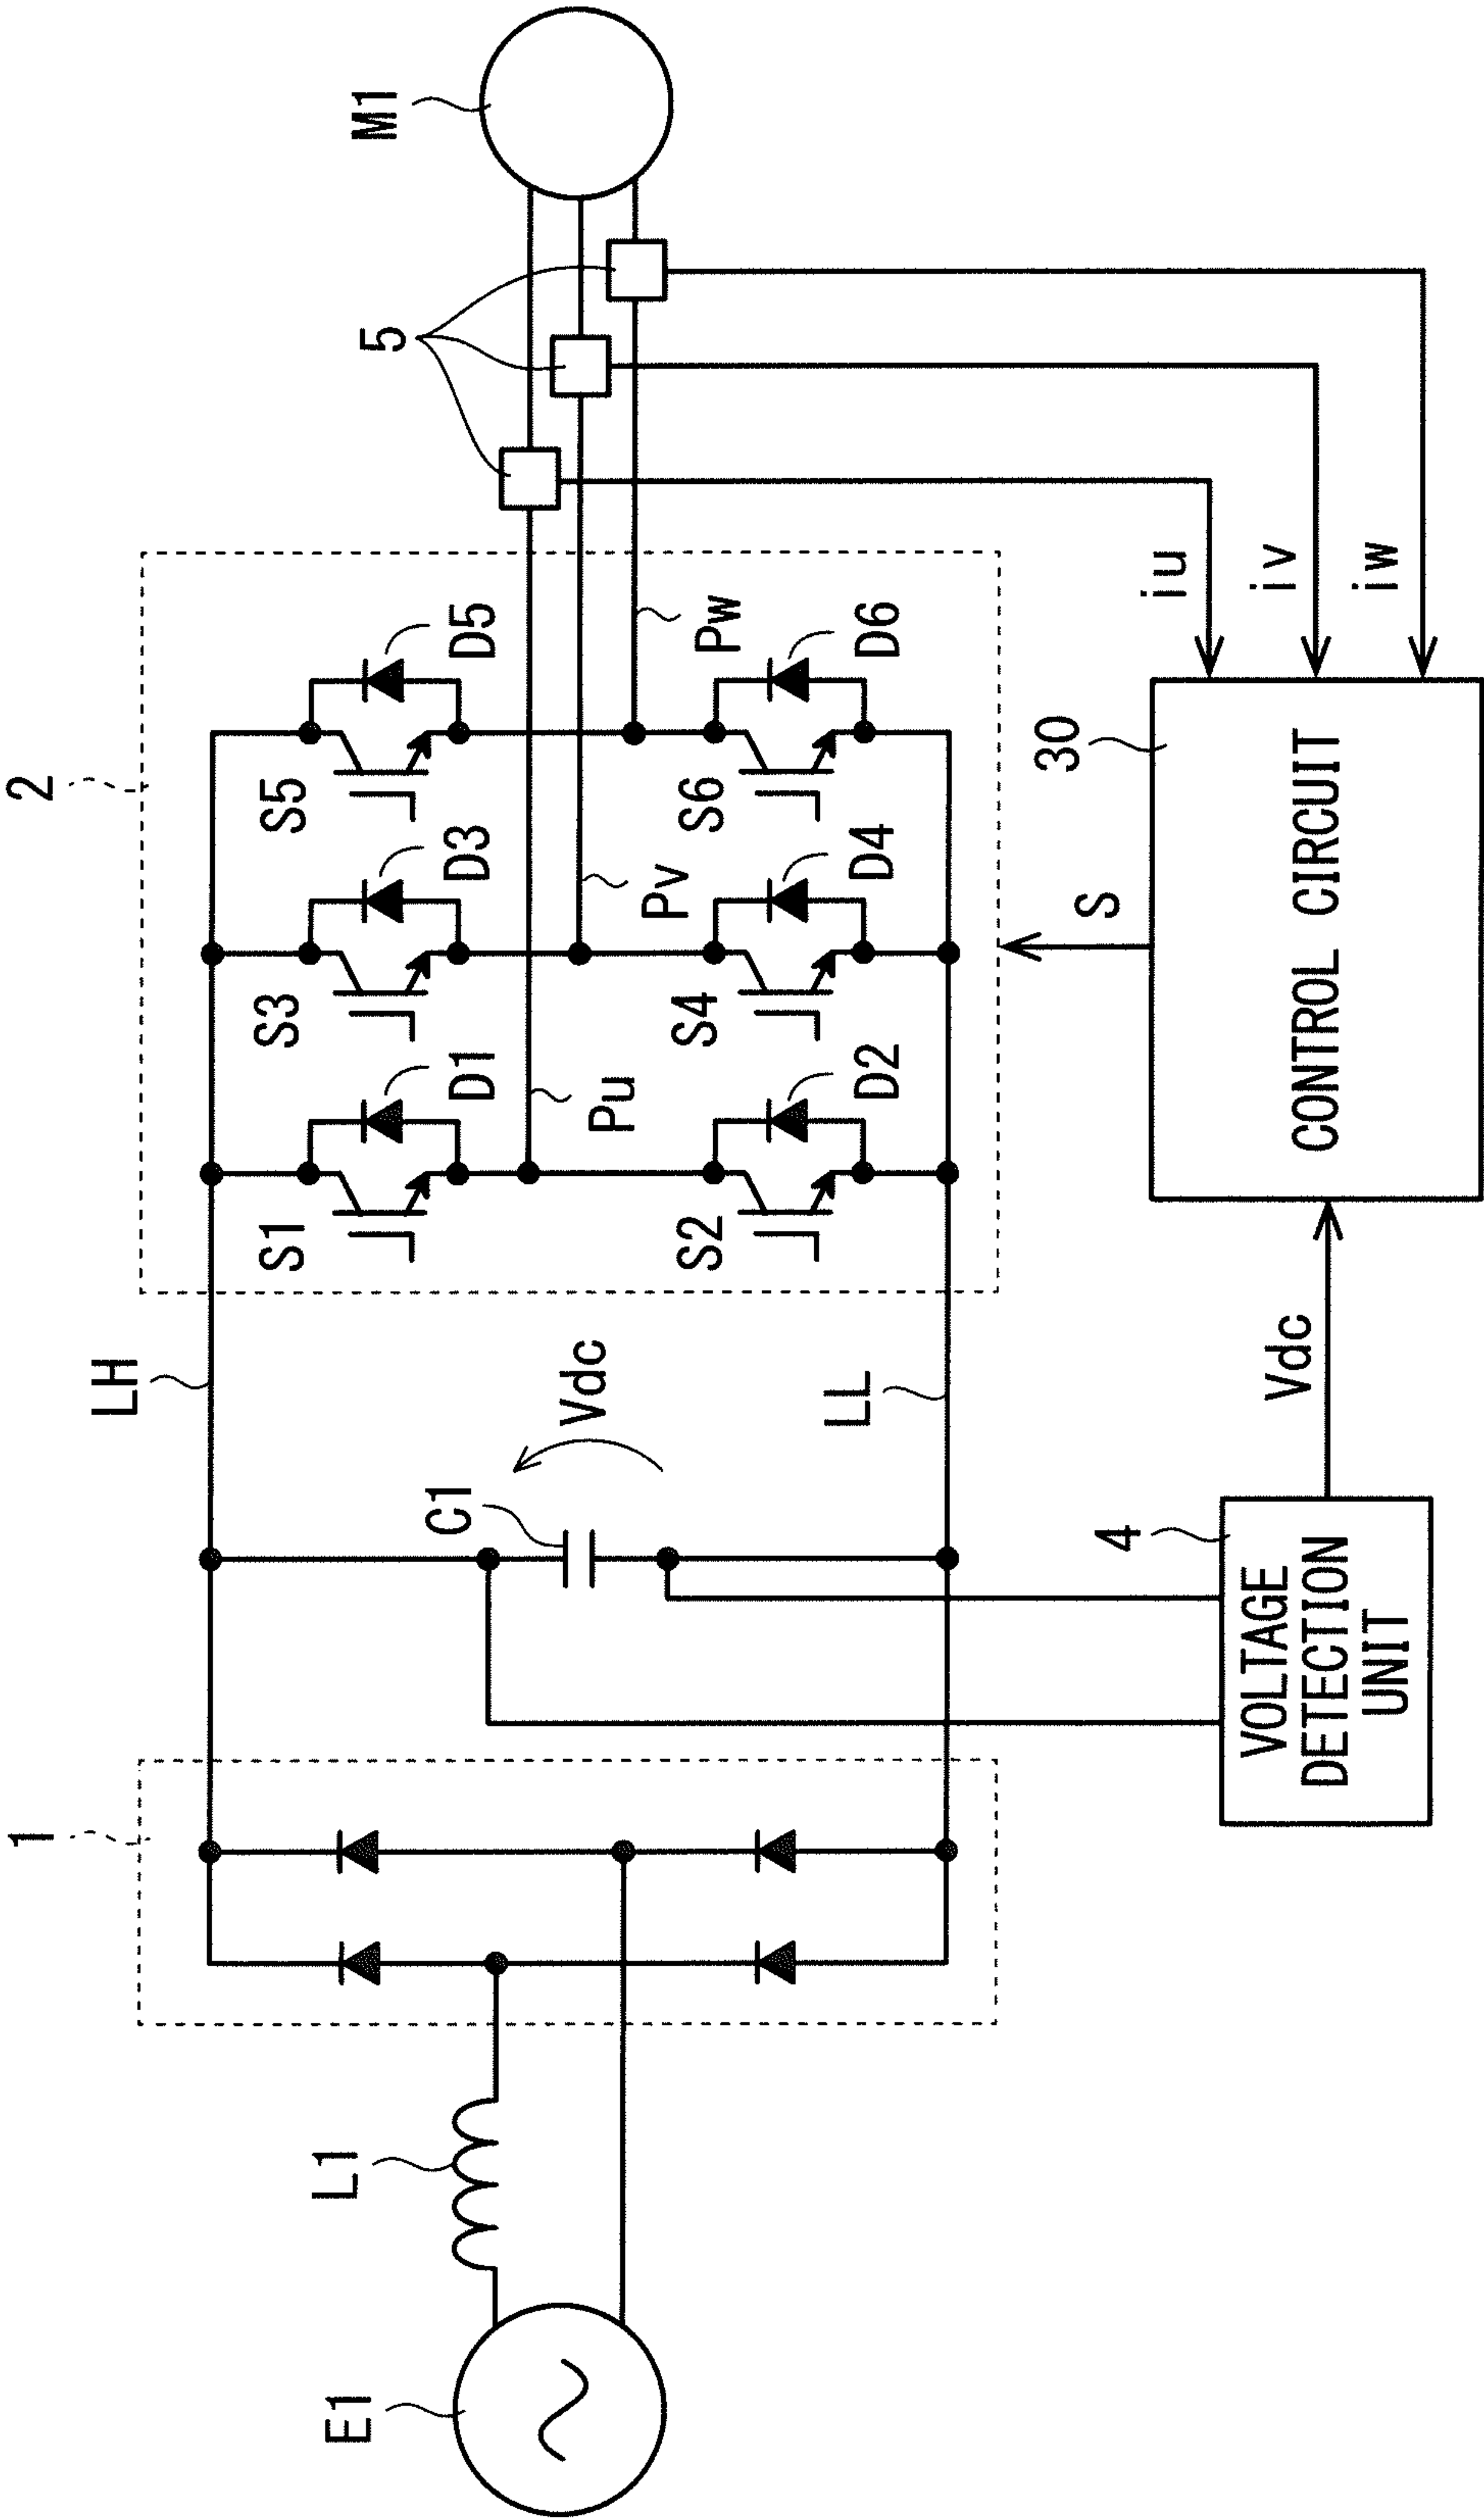 1
2
LH
S1
S3
S5
D1
D3
D5
M1
5
E1
L1
C1
Vdc
Pu
Pv
Pw
S2
S4
S6
D2
D4
D6
LL
4
VOLTAGE
DETECTION
UNIT
Vdc
S
30
CONTROL CIRCUIT
iu
iv
iw